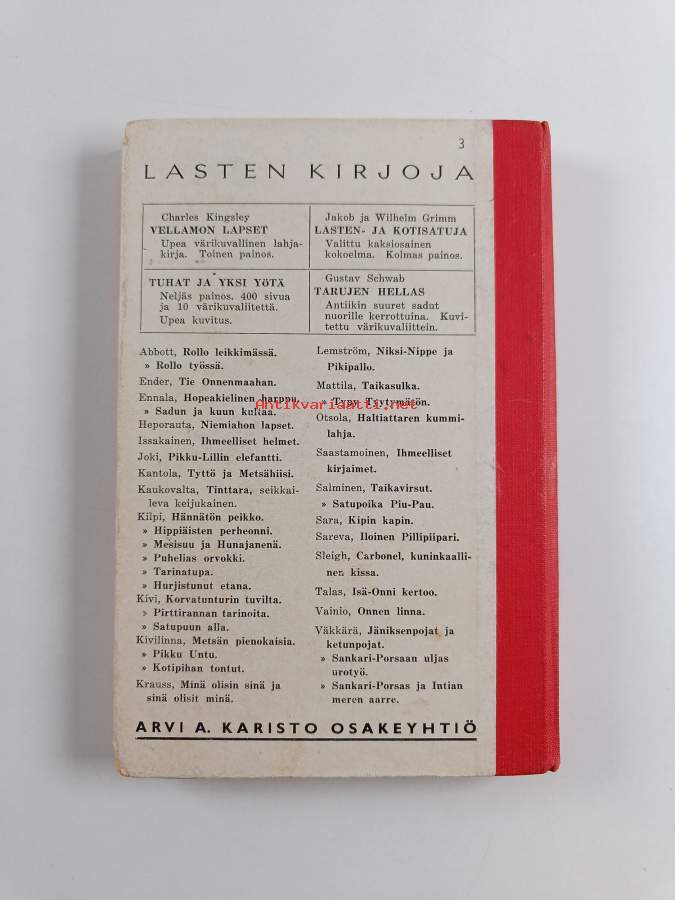 3
LASTEN KIRJOJA
Charles Kingsley
VELLAMON LAPSET
Upea värikuvallinen lahja-
kirja. Toinen painos.
Jakob ja Wilhelm Grimm
LASTEN- JA KOTISATUJA
Valittu kaksiosainen
kokoelma. Kolmas painos.
TUHAT JA YKSI YÖTÄ
Neljäs painos. 400 sivua
ja 10 värikuvaliitettä.
Upea kuvitus.
Gustav Schwab
TARUJEN HELLAS
Antiikin suuret sadut
nuorille kerrottuina. Kuvi-
tettu värikuvaliittein.
Abbott, Rollo leikkimässä.
» Rollo työssä.
Ender, Tie Onnenmaahan.
Ennala, Hopeakielinen harppu.
» Sadun ja kuun kultaa.
Heporauta, Niemiahon lapset.
Issakainen, Ihmeelliset helmet.
Joki, Pikku-Lillin elefantti.
Kantola, Tyttö ja Metsähiisi.
Kaukovalta, Tinttara, seikkai-
leva keijukainen.
Kilpi, Hännätön peikko.
» Hippiäisten perheonni.
» Mesisuu ja Hunajanenä.
» Puhelias orvokki.
» Tarinatupa.
» Hurjistunut etana.
Kivi, Korvatunturin tuvilta.
» Pirttirannan tarinoita.
» Satupuun alla.
Kivilinna, Metsän pienokaisia.
» Pikku Untu.
» Kotipihan tontut.
Krauss, Minä olisin sinä ja
sinä olisit minä.
Lemström, Niksi-Nippe ja
Pikipallo.
Mattila, Taikasulka.
» Typy Tyytymätön.
Otsola, Haltiattaren kummi-
lahja.
Saastamoinen, Ihmeelliset
kirjaimet.
Salminen, Taikavirsut.
» Satupoika Piu-Pau.
Sara, Kipin kapin.
Sareva, Iloinen Pillipiipari.
Sleigh, Carbonel, kuninkaalli-
nen kissa.
Talas, Isä-Onni kertoo.
Vainio, Onnen linna.
Väkkärä, Jäniksenpojat ja
ketunpojat.
» Sankari-Porsaan uljas
urotyö.
» Sankari-Porsas ja Intian
meren aarre.
ARVI A. KARISTO OSAKEYHTIÖ
Antikvariaatti.net